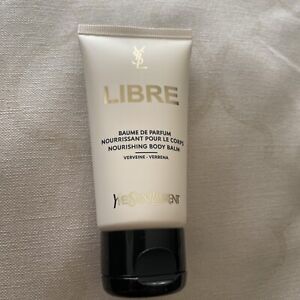 YSL
LIBRE
BAUME DE PARFUM
NOURRISSANT POUR LE CORPS
NOURISHING BODY BALM
VERVEINE - VERBENA
YVESSAINTLAURENT